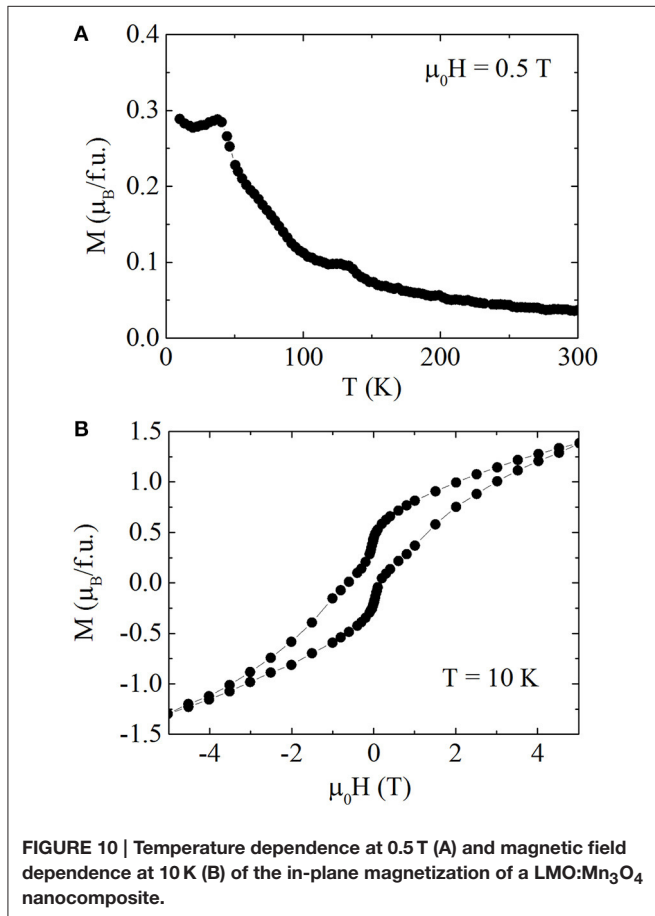 A
0.4
0.3
0.2
0.1
0.0
M (μB/f.u.)
μ0H = 0.5 T
0 100 200 300
T (K)
B
1.5
1.0
0.5
0.0
-0.5
-1.0
-1.5
M (μB/f.u.)
T = 10 K
-4 -2 0 2 4
μ0H (T)
FIGURE 10 | Temperature dependence at 0.5 T (A) and magnetic field
dependence at 10 K (B) of the in-plane magnetization of a LMO:Mn3O4
nanocomposite.